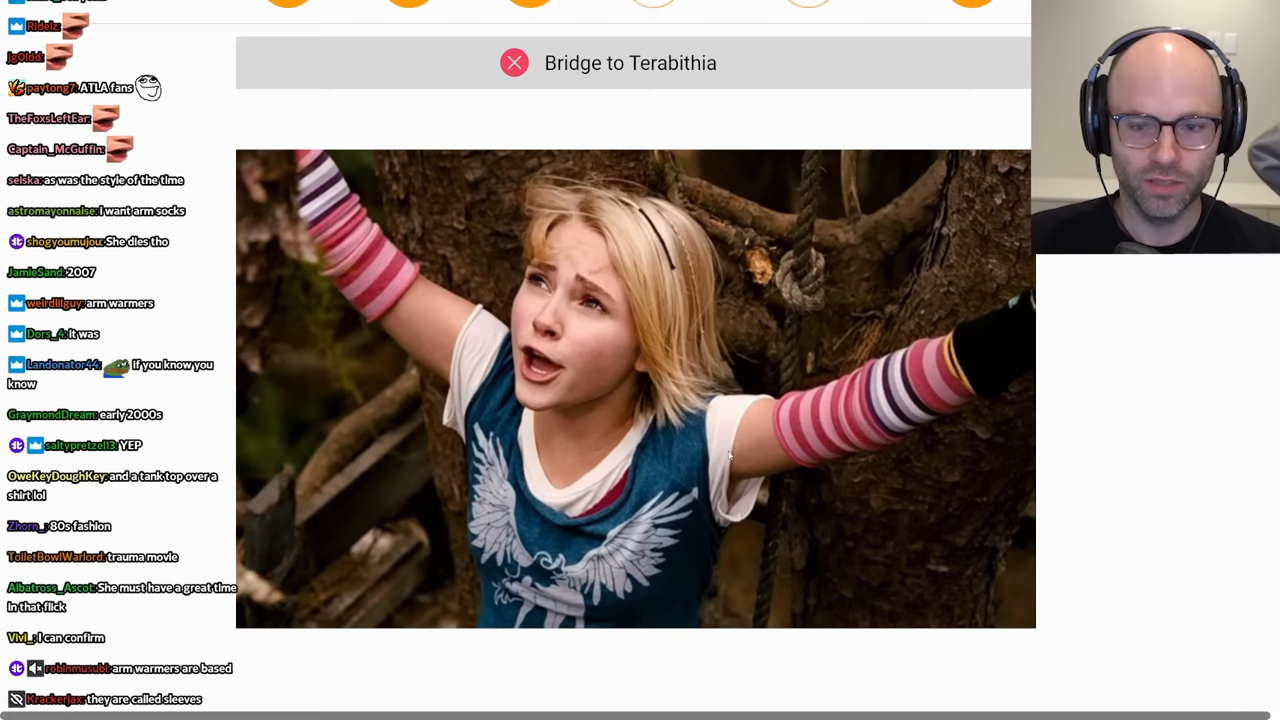 Ridelz:
jg0ldd:
paytong7: ATLA fans
TheFoxsLeftEar:
Captain_McGuffin:
seiska: as was the style of the time
astromayonnaise: I want arm socks
shogyoumujou: She dies tho
JamieSand: 2007
weirdlilguy: arm warmers
Dors_4: It was
Landonator44: If you know you
know
GraymondDream: early 2000s
saltypretzel13: YEP
OweKeyDoughKey: and a tank top over a
shirt lol
Zhorn_: 80s fashion
ToiletBowlWarlord: trauma movie
Albatross_Ascot: She must have a great time
in that flick
Vivi_: I can confirm
robinmusubi: arm warmers are based
Krackerjax: they are called sleeves
Bridge to Terabithia